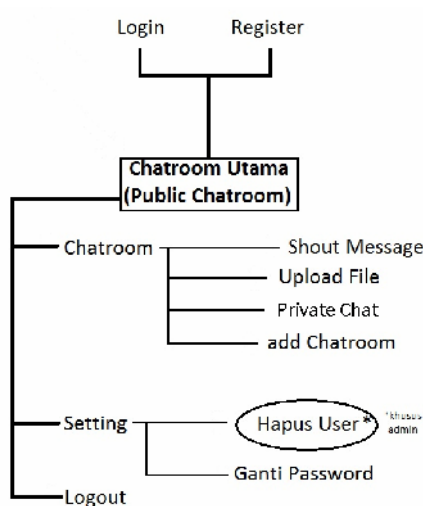 Login Register
Chatroom Utama
(Public Chatroom)
Chatroom
Shout Message
Upload File
Private Chat
add Chatroom
Setting
Hapus User*
*khusus
admin
Ganti Password
Logout